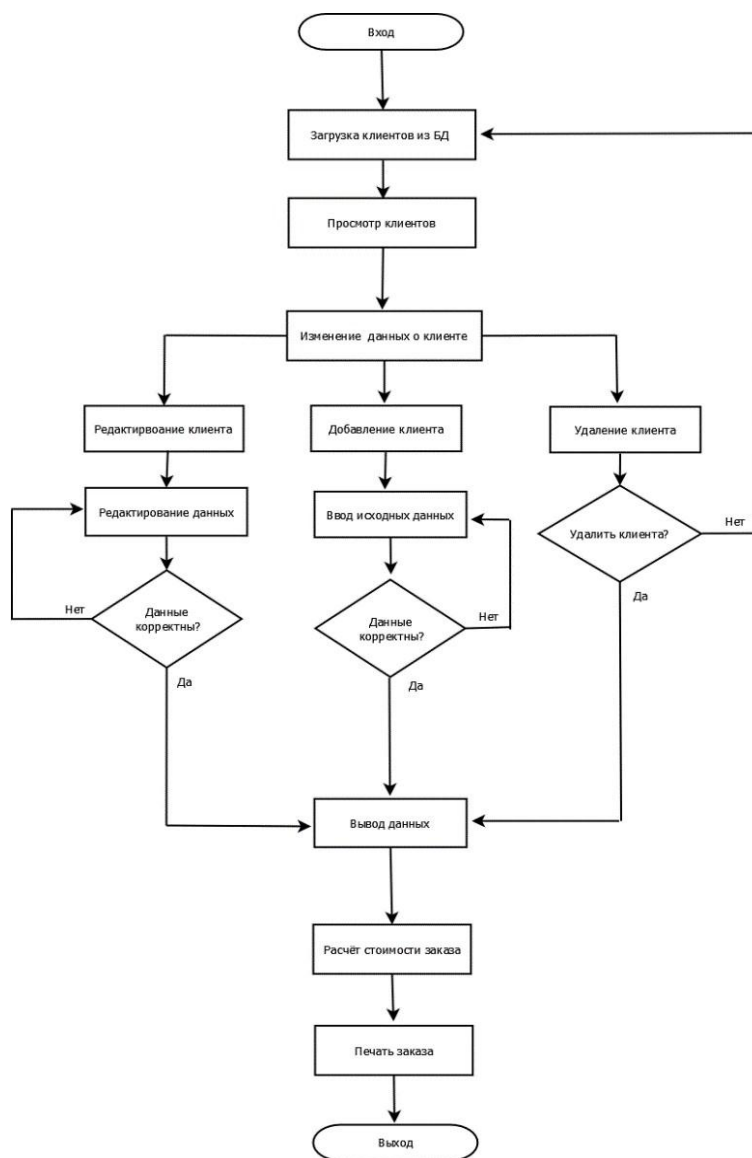 Вход
Загрузка клиентов из БД
Просмотр клиентов
Изменение данных о клиенте
Редактирвоание клиента
Добавление клиента
Удаление клиента
Редактирование данных
Ввод исходных данных
Удалить клиента?
Нет
Да
Нет
Данные
корректны?
Данные
корректны?
Нет
Да
Да
Вывод данных
Расчёт стоимости заказа
Печать заказа
Выход